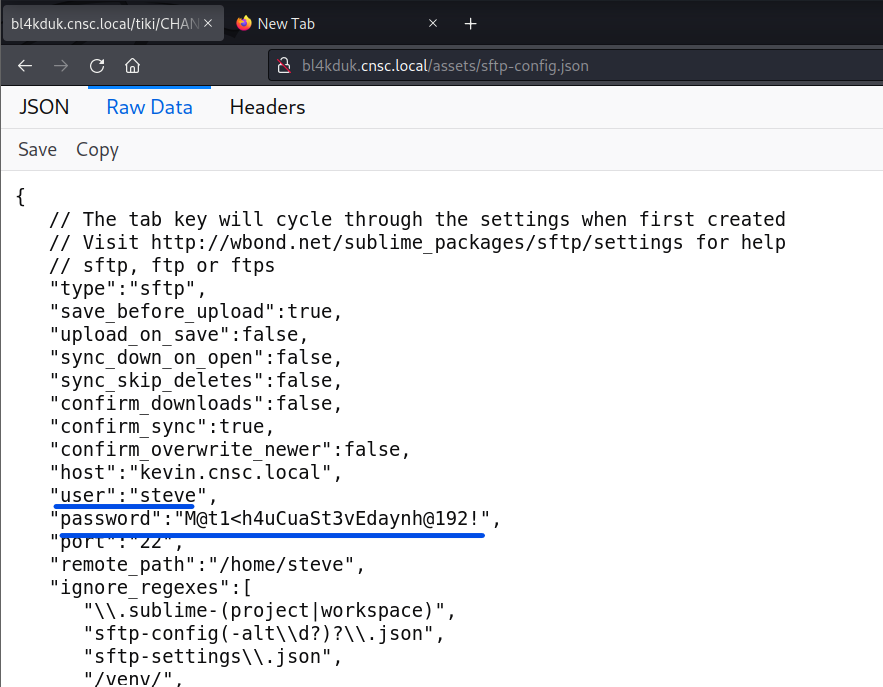 bl4kduk.cnsc.local/tiki/CHAN
New Tab
bl4kduk.cnsc.local/assets/sftp-config.json
JSON Raw Data Headers
Save Copy
{
// The tab key will cycle through the settings when first created
// Visit http://wbond.net/sublime_packages/sftp/settings for help
// sftp, ftp or ftps
"type":"sftp",
"save_before_upload":true,
"upload_on_save":false,
"sync_down_on_open":false,
"sync_skip_deletes":false,
"confirm_downloads":false,
"confirm_sync":true,
"confirm_overwrite_newer":false,
"host":"kevin.cnsc.local",
"user":"steve",
"password":"M@t1<h4uCuaSt3vEdaynh@192!",
"port":"22",
"remote_path":"/home/steve",
"ignore_regexes":[
"\\.sublime-(project|workspace)",
"sftp-config(-alt\\d?)?\\.json",
"sftp-settings\\.json",
"/venv/",